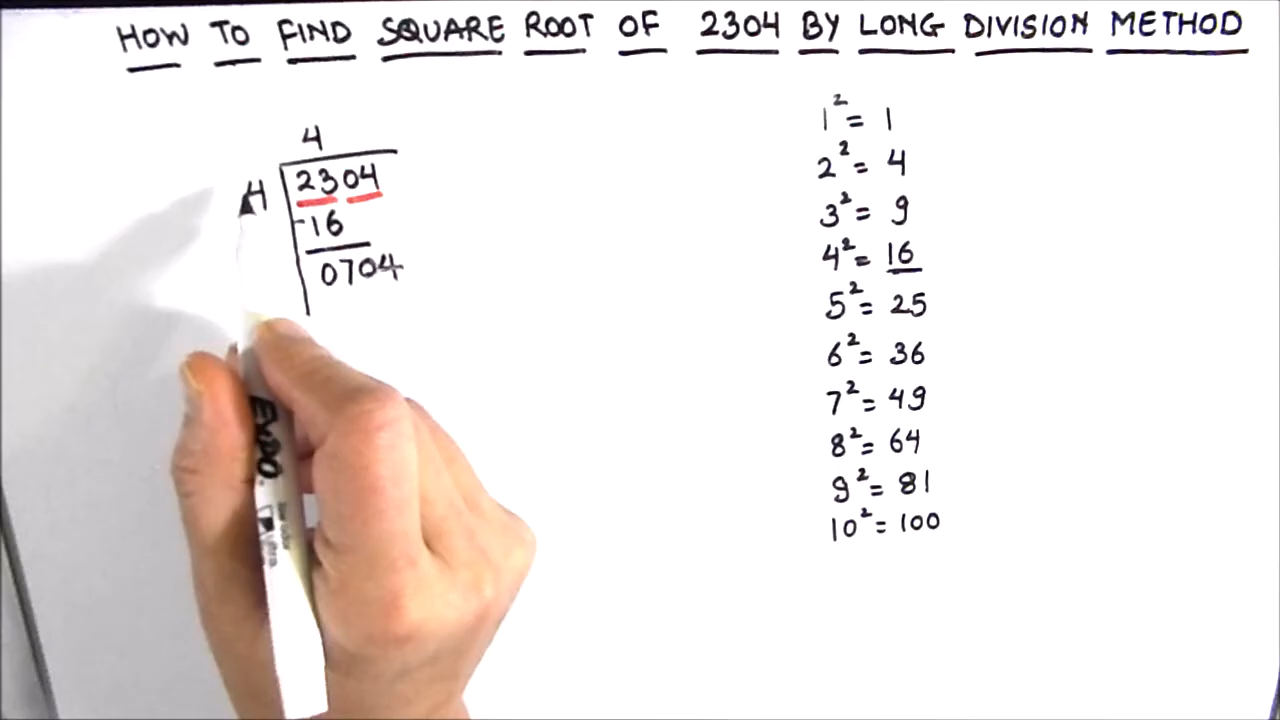 HOW TO FIND SQUARE ROOT OF 2304 BY LONG DIVISION METHOD
4
4 2304
-16
0704
1² = 1
2² = 4
3² = 9
4² = 16
5² = 25
6² = 36
7² = 49
8² = 64
9² = 81
10² = 100
EXPO